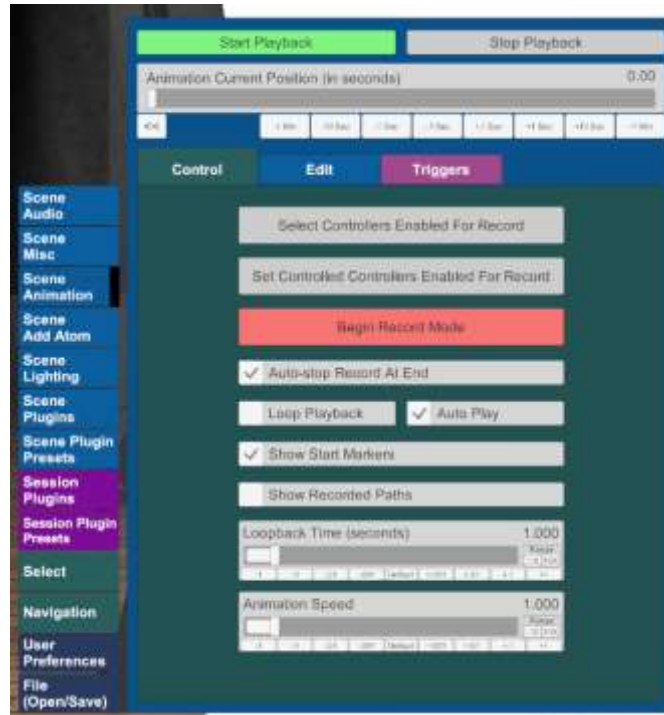 Start Playback
Stop Playback
Animation Current Position (in seconds)
0.00
<<
Control
Edit
Triggers
Select Controllers Enabled For Record
Set Controlled Controllers Enabled For Record
Begin Record Mode
Auto-stop Record At End
Loop Playback
Auto Play
Show Start Markers
Show Recorded Paths
Loopback Time (seconds)
1.000
Animation Speed
1.000
Scene
Audio
Scene
Misc
Scene
Animation
Scene
Add Atom
Scene
Lighting
Scene
Plugins
Scene Plugin
Presets
Session
Plugins
Session Plugin
Presets
Select
Navigation
User
Preferences
File
(Open/Save)